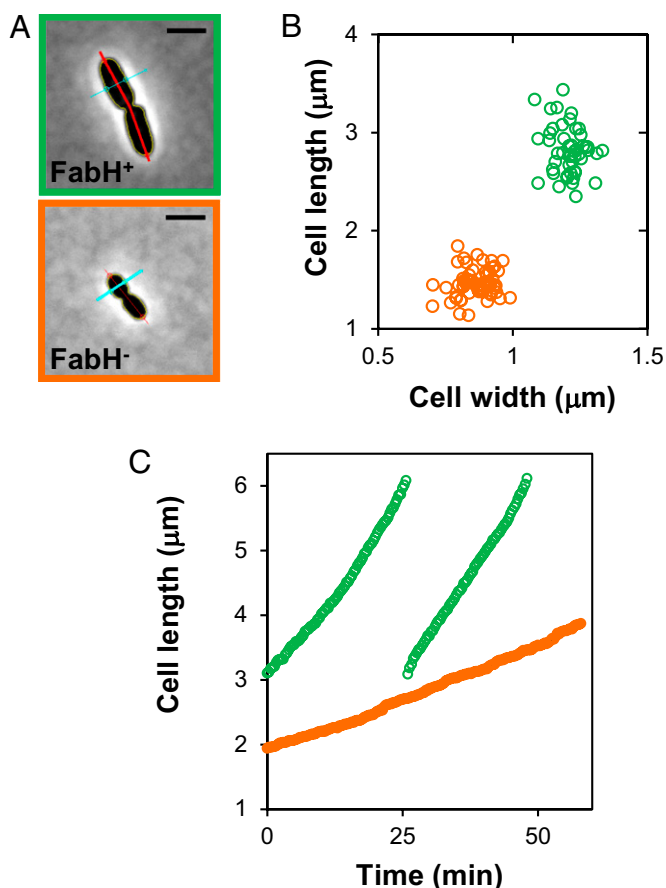 A
FabH⁺
FabH⁻
B
Cell length (μm)
4
3
2
1
0.5
1
1.5
Cell width (μm)
C
Cell length (μm)
6
5
4
3
2
1
0
25
50
Time (min)